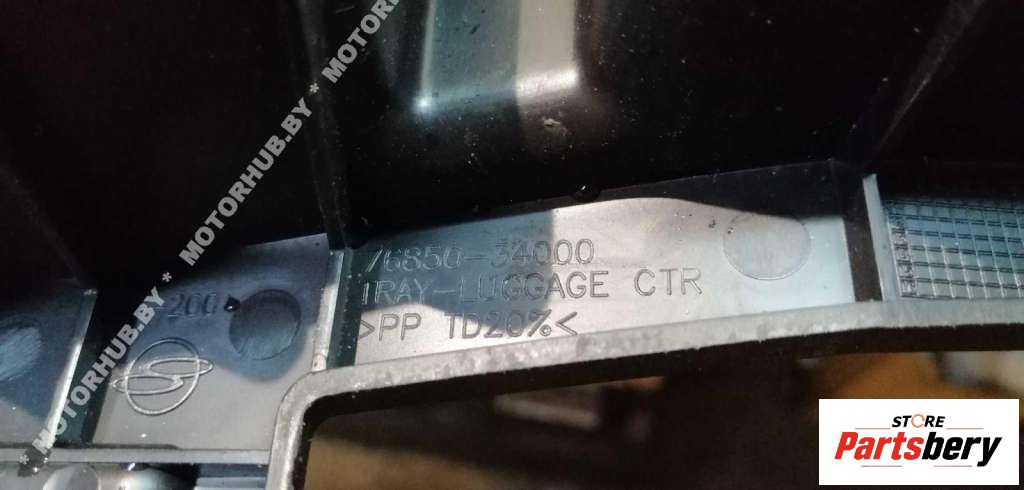 MOTORHUB.BY * MOTORHUB.BY * MOTORHUB.BY * MOTOR
76850-34000
TRAY-LUGGAGE CTR
>PP TD20%<
200
STORE
Partsbery